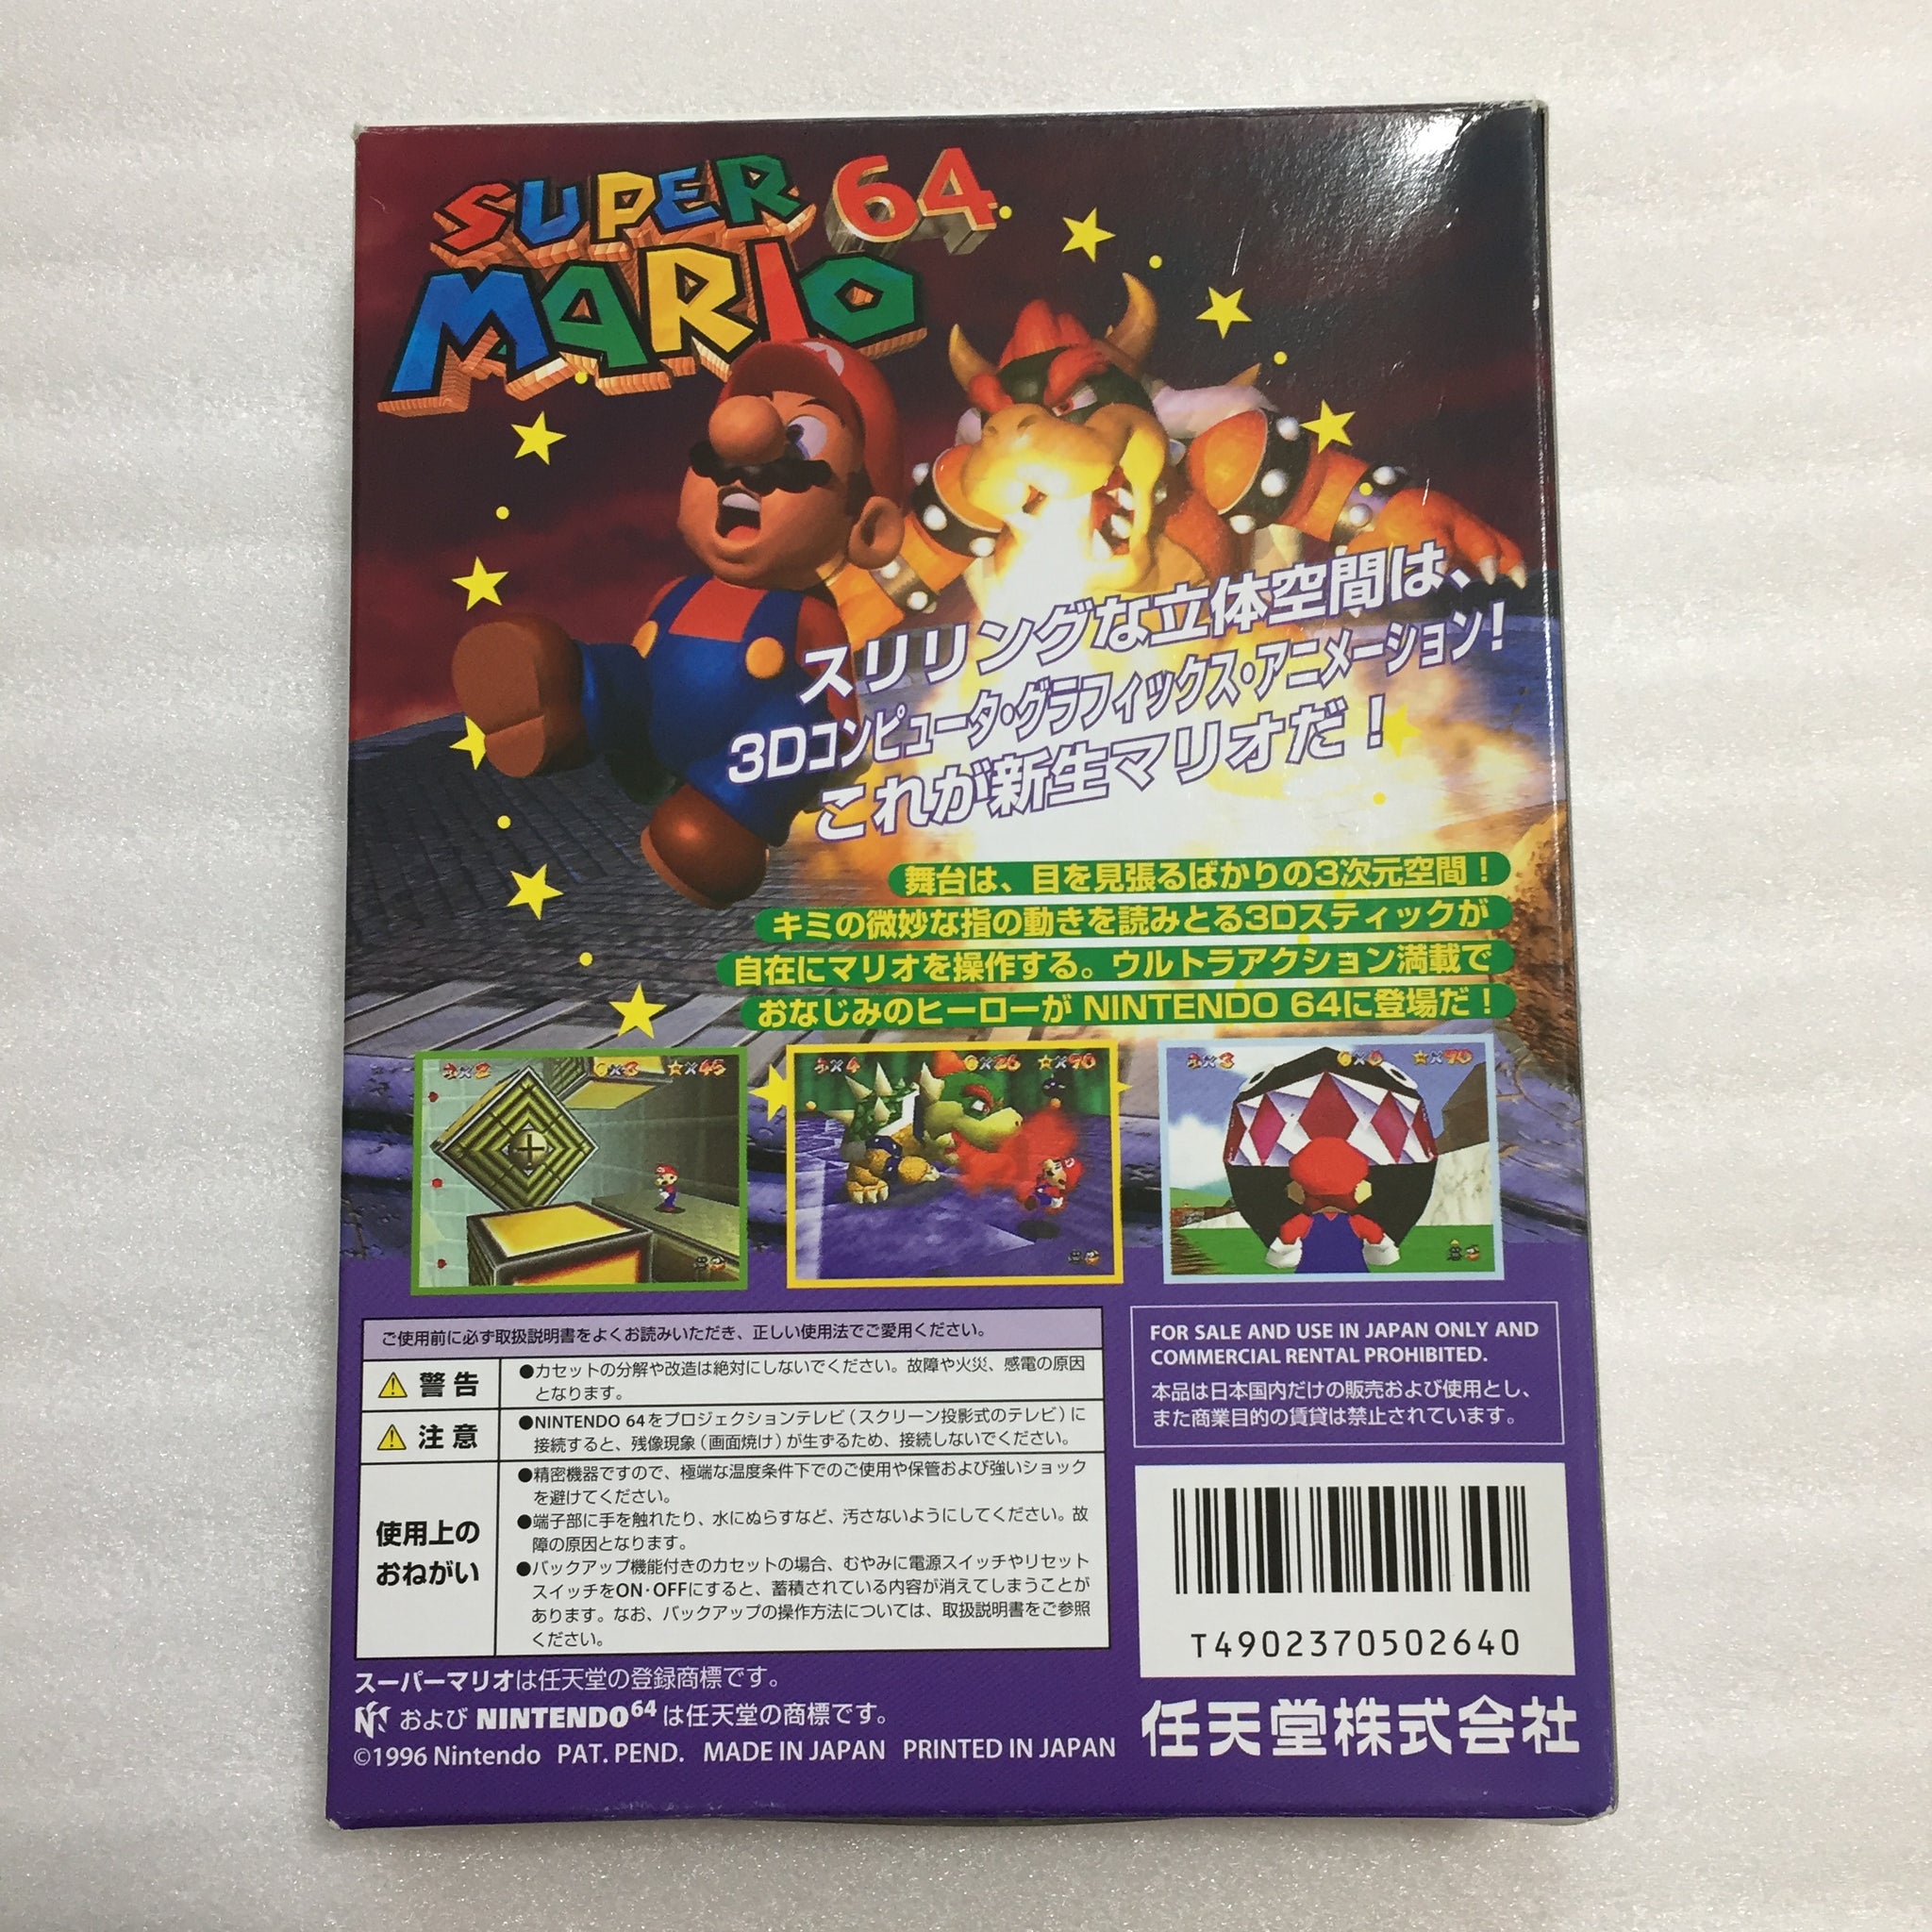 SUPER 64
MARIO
スリリングな立体空間は、
3Dコンピュータ・グラフィックス・アニメーション!
これが新生マリオだ!
舞台は、目を見張るばかりの3次元空間!
キミの微妙な指の動きを読みとる3Dスティックが
自在にマリオを操作する。ウルトラアクション満載で
おなじみのヒーローが NINTENDO 64に登場だ!
×2 ×3 ×45
×4 ×26 ×90
×3 ×0 ×90
ご使用前に必ず取扱説明書をよくお読みいただき、正しい使用法でご愛用ください。
警告
●カセットの分解や改造は絶対にしないでください。故障や火災、感電の原因
となります。
注意
●NINTENDO 64をプロジェクションテレビ(スクリーン投影式のテレビ)に
接続すると、残像現象(画面焼け)が生ずるため、接続しないでください。
使用上の
おねがい
●精密機器ですので、極端な温度条件下でのご使用や保管および強いショック
を避けてください。
●端子部に手を触れたり、水にぬらすなど、汚さないようにしてください。故
障の原因となります。
●バックアップ機能付きのカセットの場合、むやみに電源スイッチやリセット
スイッチをON・OFFにすると、蓄積されている内容が消えてしまうことが
あります。なお、バックアップの操作方法については、取扱説明書をご参照
ください。
FOR SALE AND USE IN JAPAN ONLY AND
COMMERCIAL RENTAL PROHIBITED.
本品は日本国内だけの販売および使用とし、
また商業目的の賃貸は禁止されています。
T4902370502640
スーパーマリオは任天堂の登録商標です。
および NINTENDO64 は任天堂の商標です。
©1996 Nintendo PAT. PEND. MADE IN JAPAN PRINTED IN JAPAN
任天堂株式会社